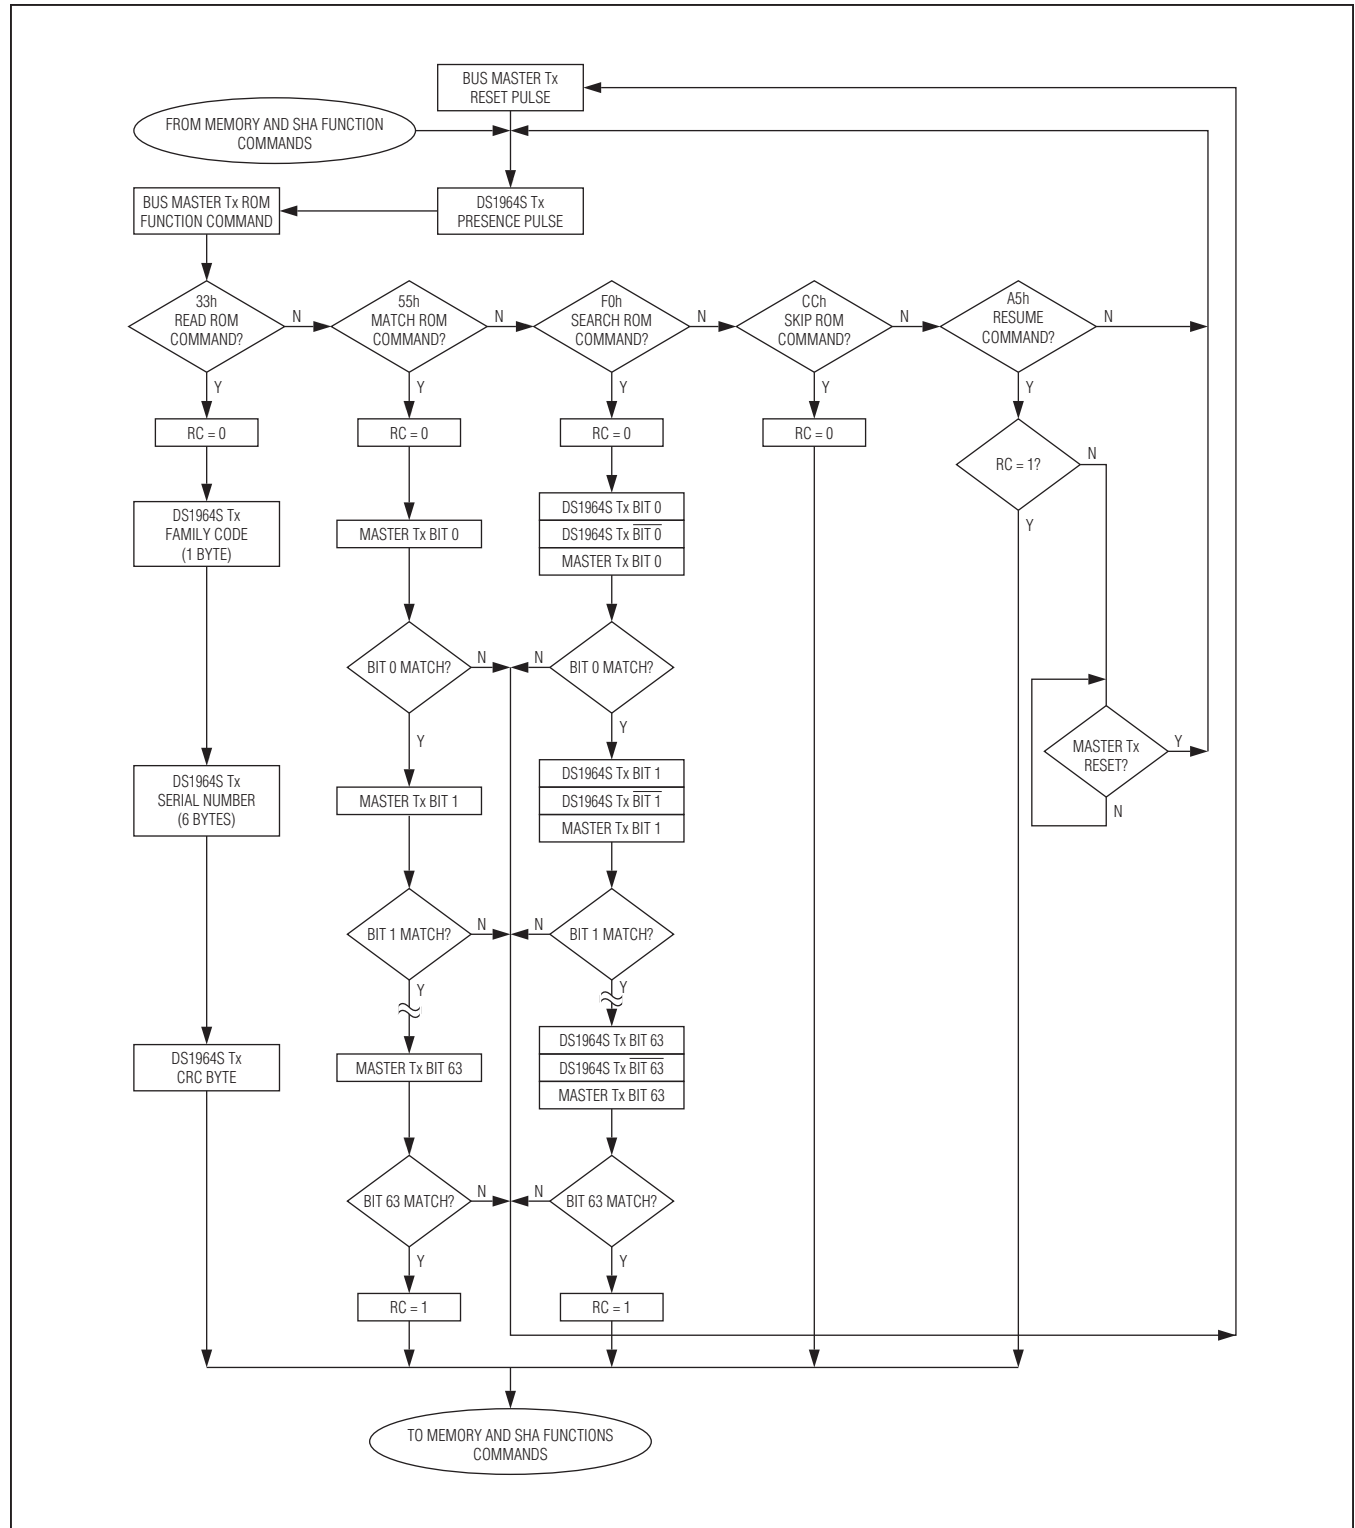 BUS MASTER Tx
RESET PULSE
FROM MEMORY AND SHA FUNCTION
COMMANDS
BUS MASTER Tx ROM
FUNCTION COMMAND
DS1964S Tx
PRESENCE PULSE
33h
READ ROM
COMMAND?
N
Y
55h
MATCH ROM
COMMAND?
N
Y
F0h
SEARCH ROM
COMMAND?
N
Y
CCh
SKIP ROM
COMMAND?
N
Y
A5h
RESUME
COMMAND?
N
Y
RC = 0
RC = 0
RC = 0
RC = 0
RC = 1?
N
Y
DS1964S Tx
FAMILY CODE
(1 BYTE)
MASTER Tx BIT 0
DS1964S Tx BIT 0
DS1964S Tx B̅I̅T̅ ̅0̅
MASTER Tx BIT 0
BIT 0 MATCH?
N
Y
N
BIT 0 MATCH?
Y
MASTER Tx
RESET?
Y
N
DS1964S Tx
SERIAL NUMBER
(6 BYTES)
MASTER Tx BIT 1
DS1964S Tx BIT 1
DS1964S Tx B̅I̅T̅ ̅1̅
MASTER Tx BIT 1
BIT 1 MATCH?
N
Y
N
BIT 1 MATCH?
Y
DS1964S Tx
CRC BYTE
MASTER Tx BIT 63
DS1964S Tx BIT 63
DS1964S Tx B̅I̅T̅ ̅6̅3̅
MASTER Tx BIT 63
BIT 63 MATCH?
N
Y
N
BIT 63 MATCH?
Y
RC = 1
RC = 1
TO MEMORY AND SHA FUNCTIONS
COMMANDS